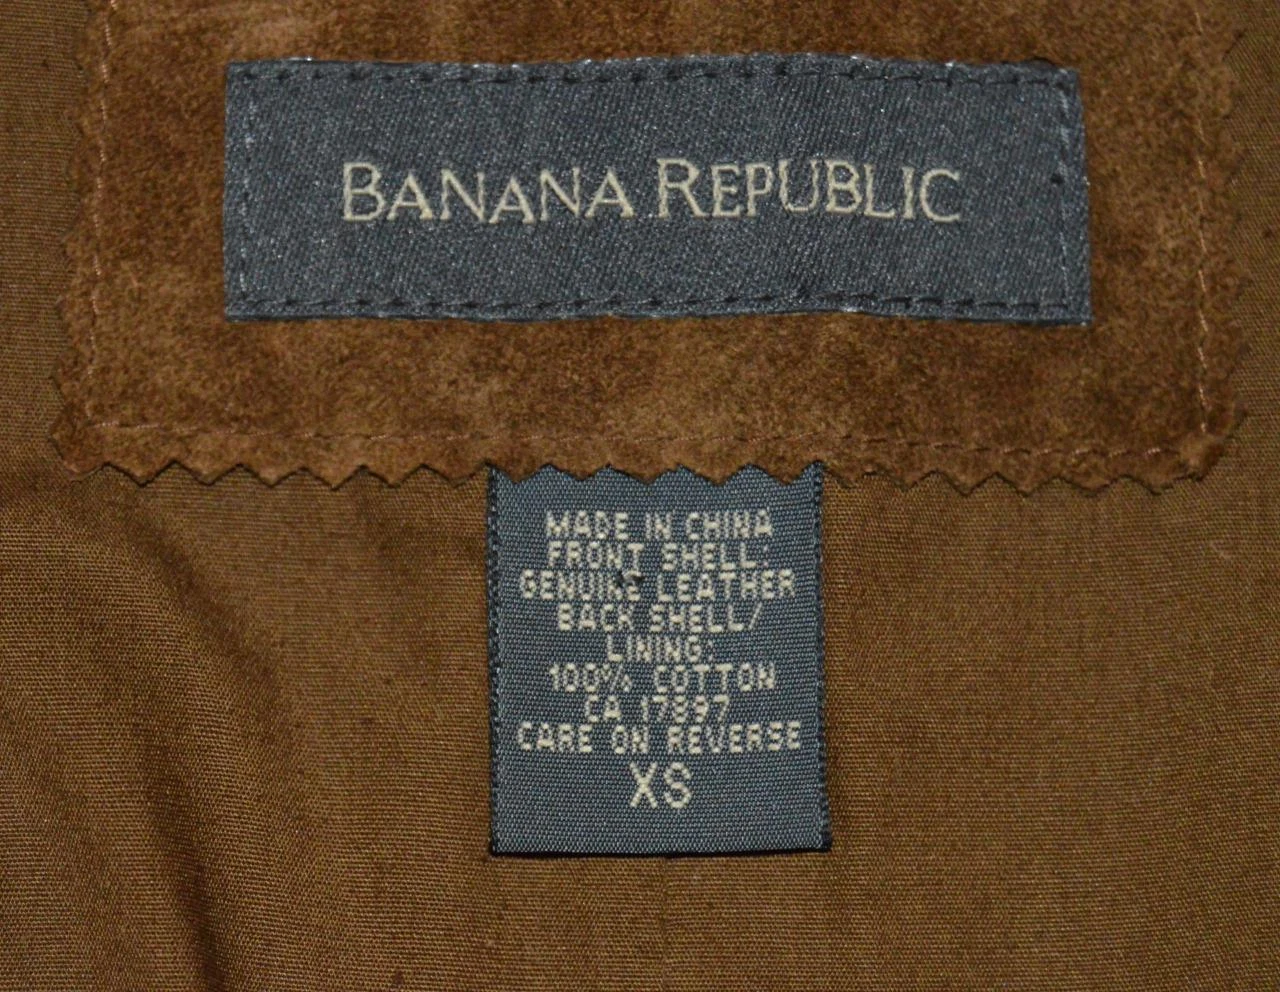 BANANA REPUBLIC
MADE IN CHINA
FRONT SHELL:
GENUINE LEATHER
BACK SHELL/
LINING:
100% COTTON
CA 17897
CARE ON REVERSE
XS